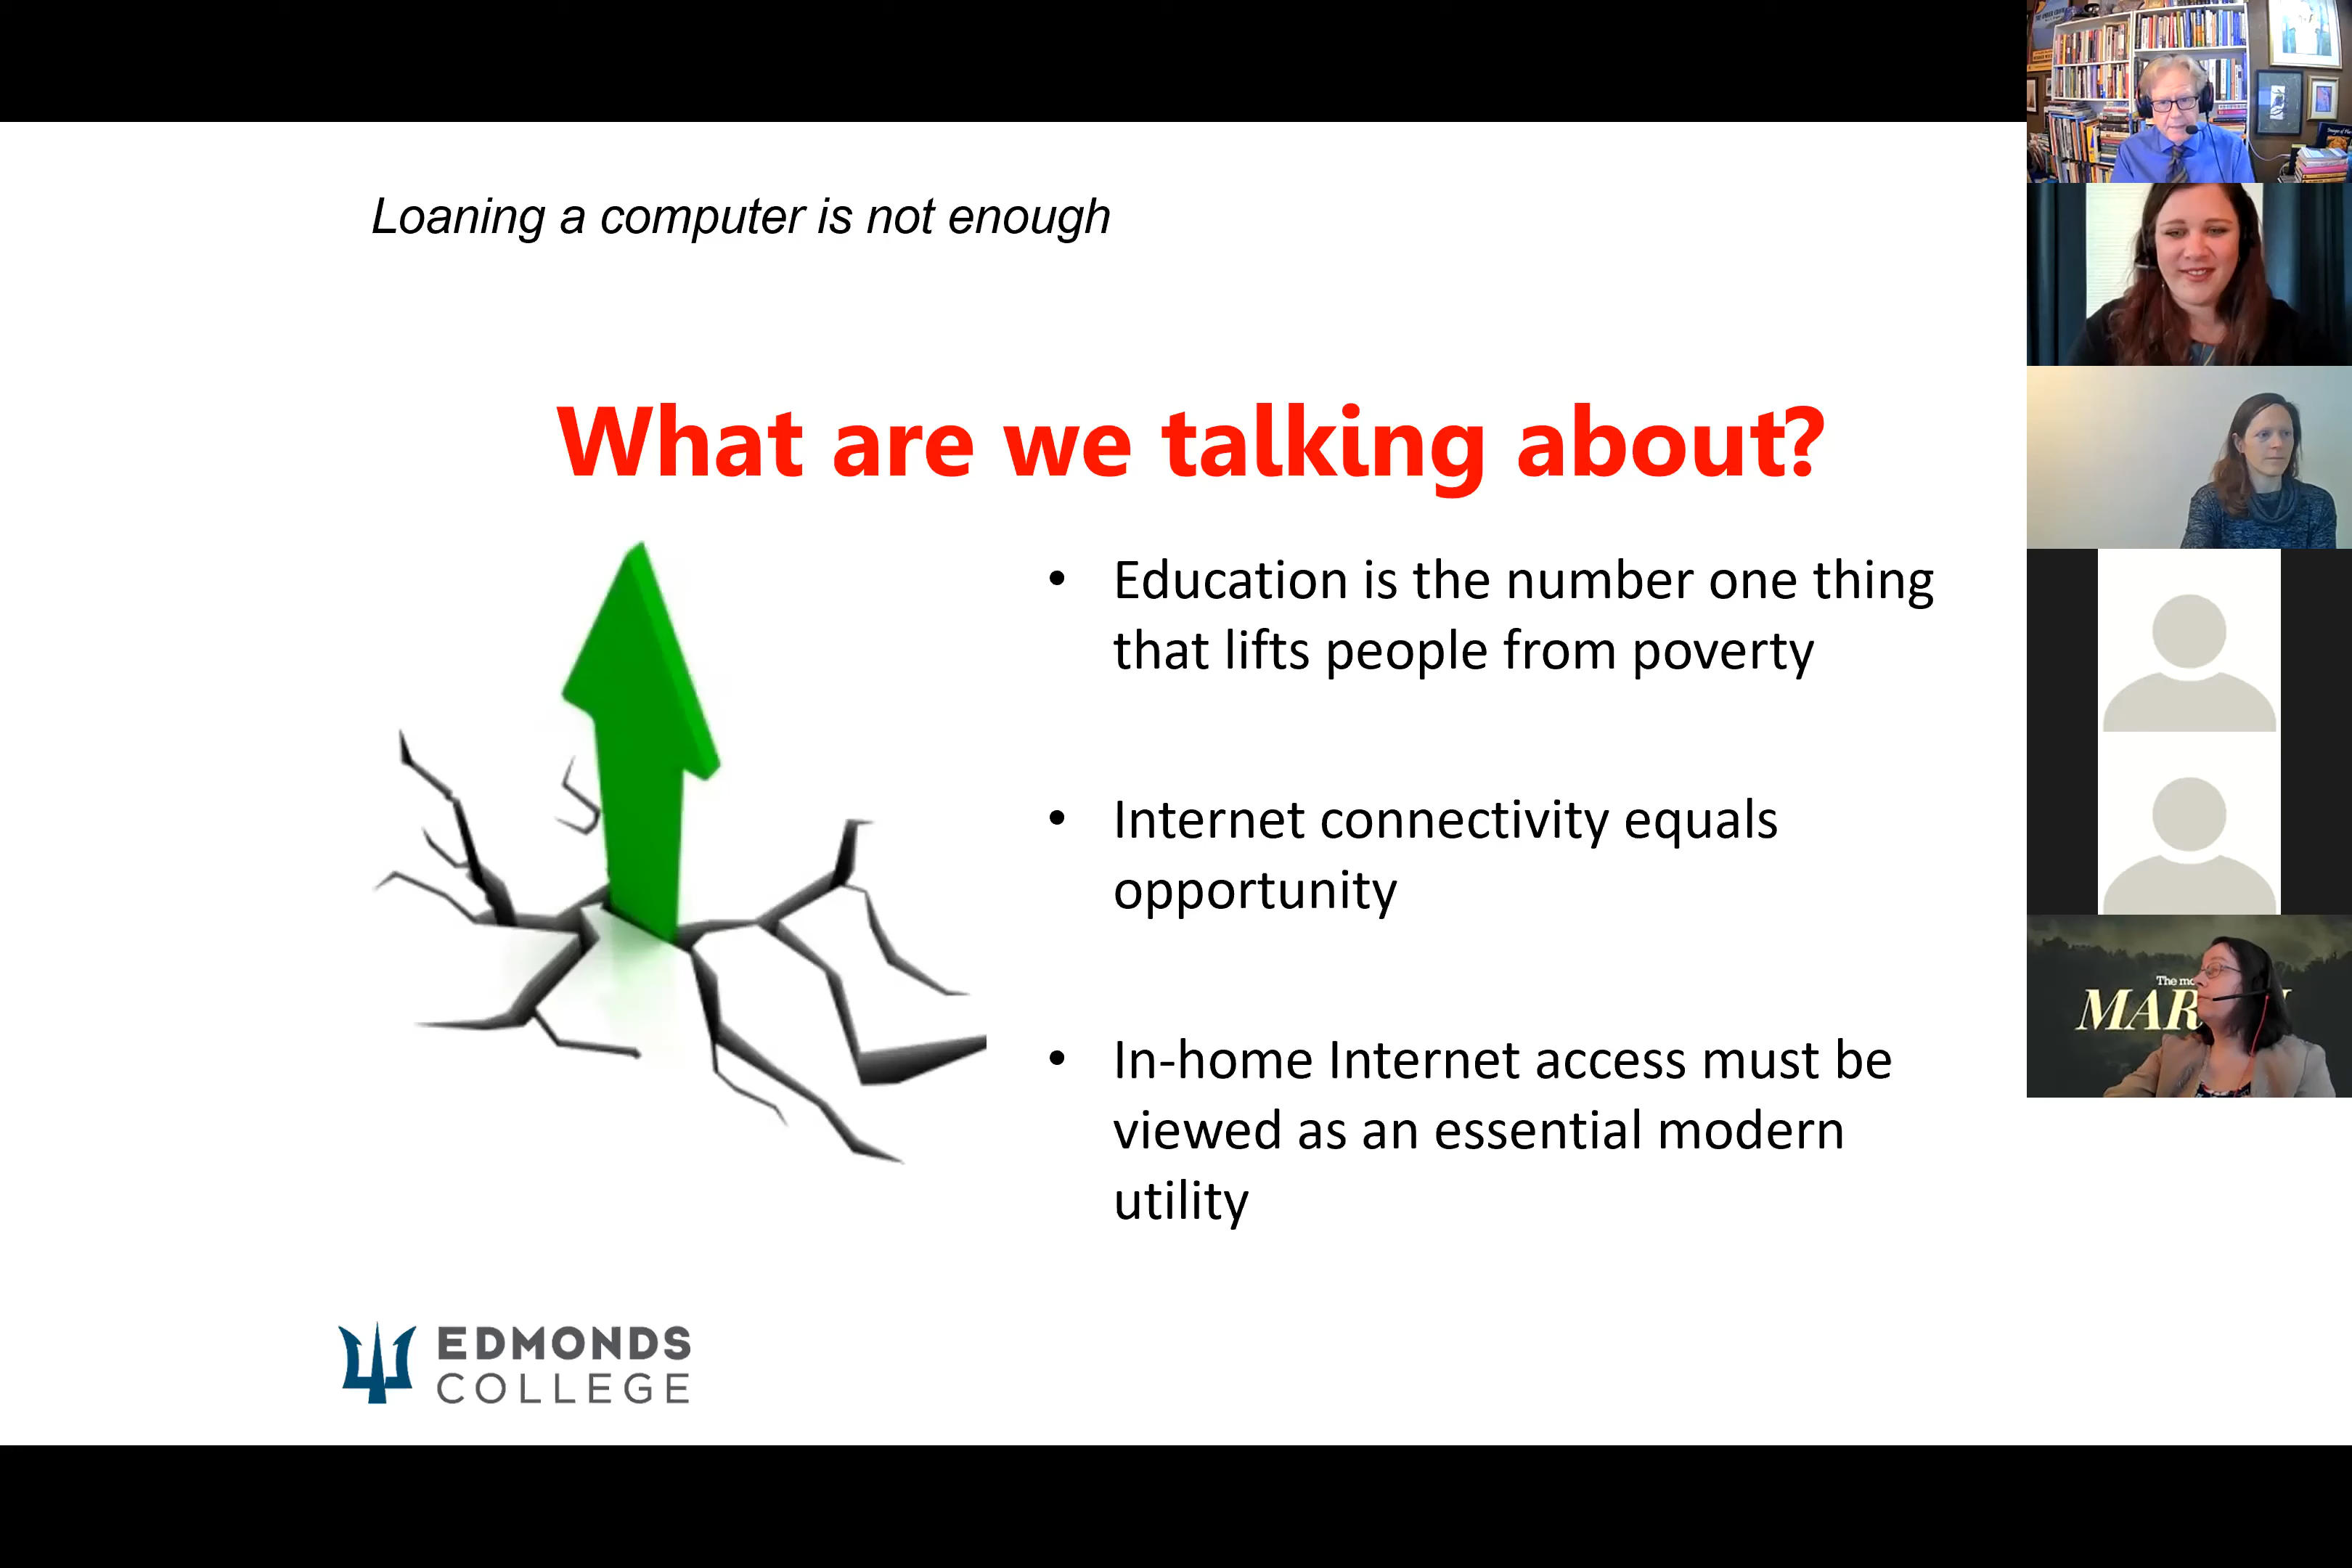 Loaning a computer is not enough
What are we talking about?
• Education is the number one thing
that lifts people from poverty
• Internet connectivity equals
opportunity
• In-home Internet access must be
viewed as an essential modern
utility
EDMONDS
COLLEGE
The